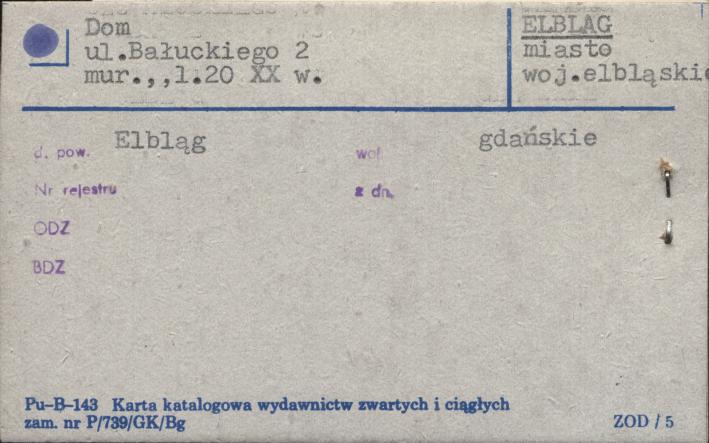 Dom
ul.Bałuckiego 2
mur.,,l.20 XX w.
ELBLĄG
miasto
woj.elbląskie
d. pow. Elbląg woj. gdańskie
Nr rejestru z dn.
ODZ
BDZ
Pu-B-143 Karta katalogowa wydawnictw zwartych i ciągłych
zam. nr P/739/GK/Bg ZOD / 5